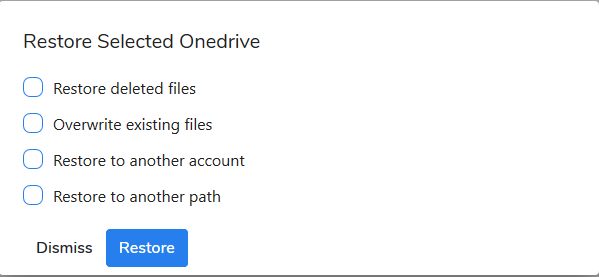 Restore Selected Onedrive
Restore deleted files
Overwrite existing files
Restore to another account
Restore to another path
Dismiss Restore